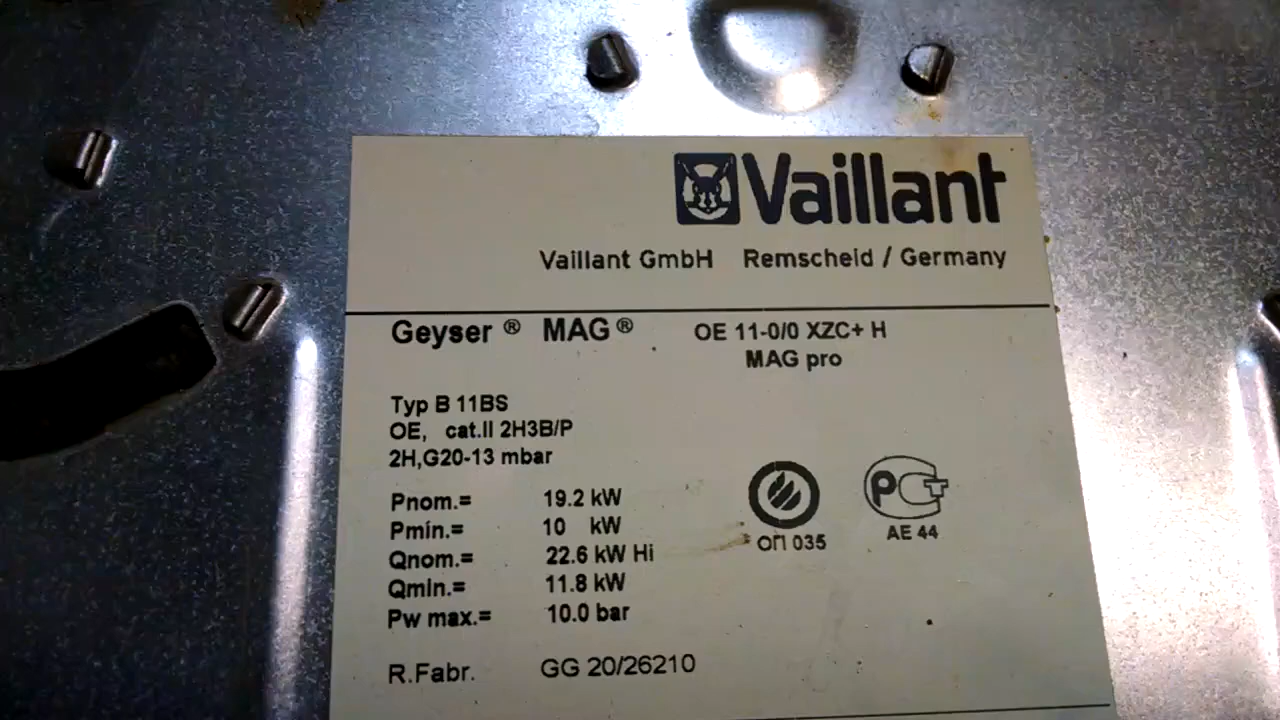 Vaillant
Vaillant GmbH Remscheid / Germany
Geyser ® MAG ® OE 11-0/0 XZC+ H
MAG pro
Typ B 11BS
OE, cat.II 2H3B/P
2H,G20-13 mbar
Pnom.= 19.2 kW
Pmin.= 10 kW
Qnom.= 22.6 kW Hi
Qmin.= 11.8 kW
Pw max.= 10.0 bar
ОП 035
РСТ
АЕ 44
R.Fabr. GG 20/26210